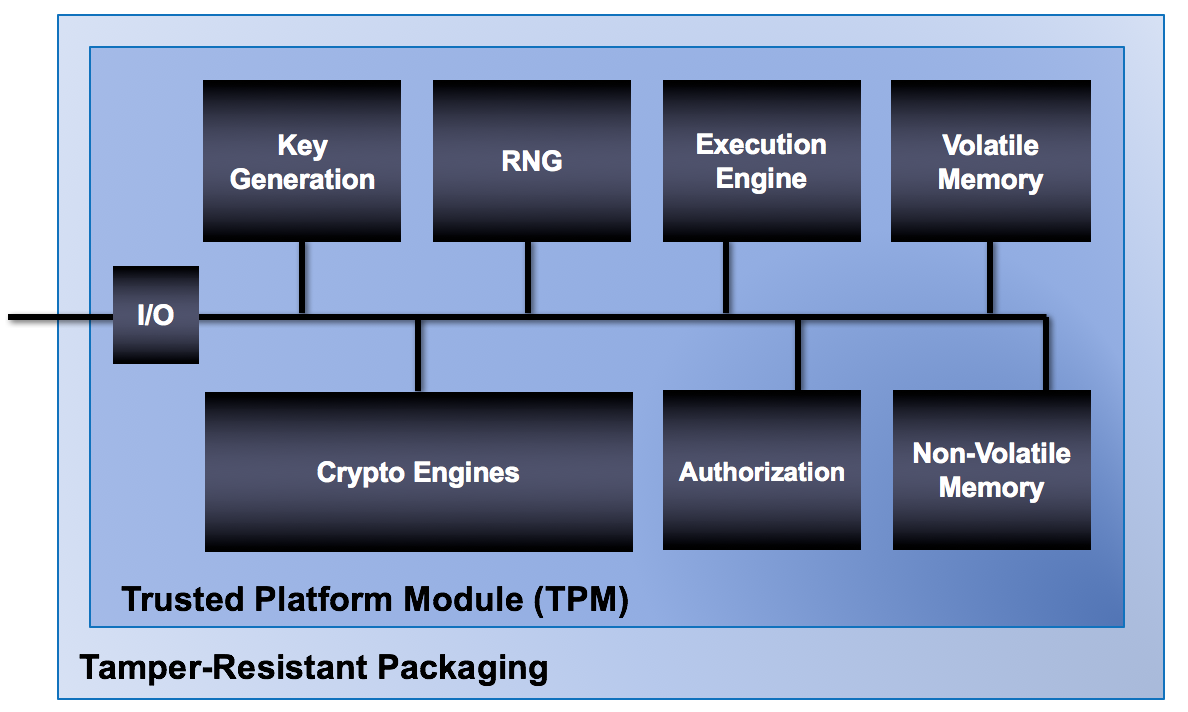 Key
Generation
RNG
Execution
Engine
Volatile
Memory
I/O
Crypto Engines
Authorization
Non-Volatile
Memory
Trusted Platform Module (TPM)
Tamper-Resistant Packaging